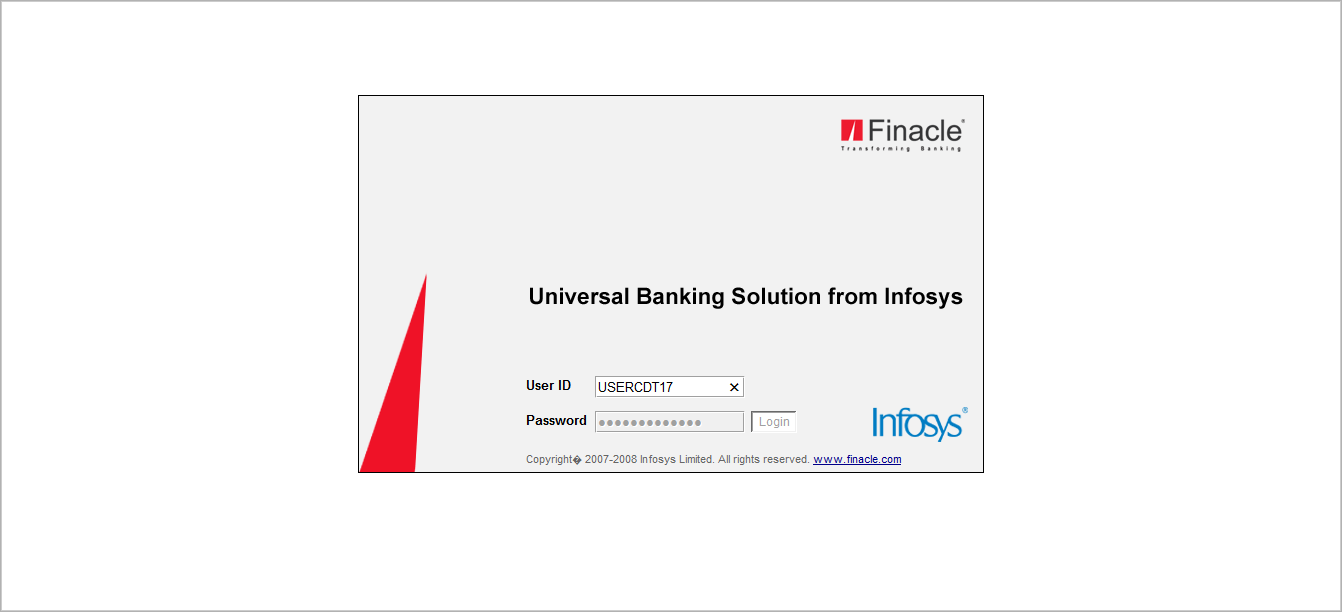 Finacle®
Transforming Banking
Universal Banking Solution from Infosys
User ID USERCDT17 ✕
Password ●●●●●●●●●●●●● Login
Infosys®
Copyright� 2007-2008 Infosys Limited. All rights reserved. www.finacle.com